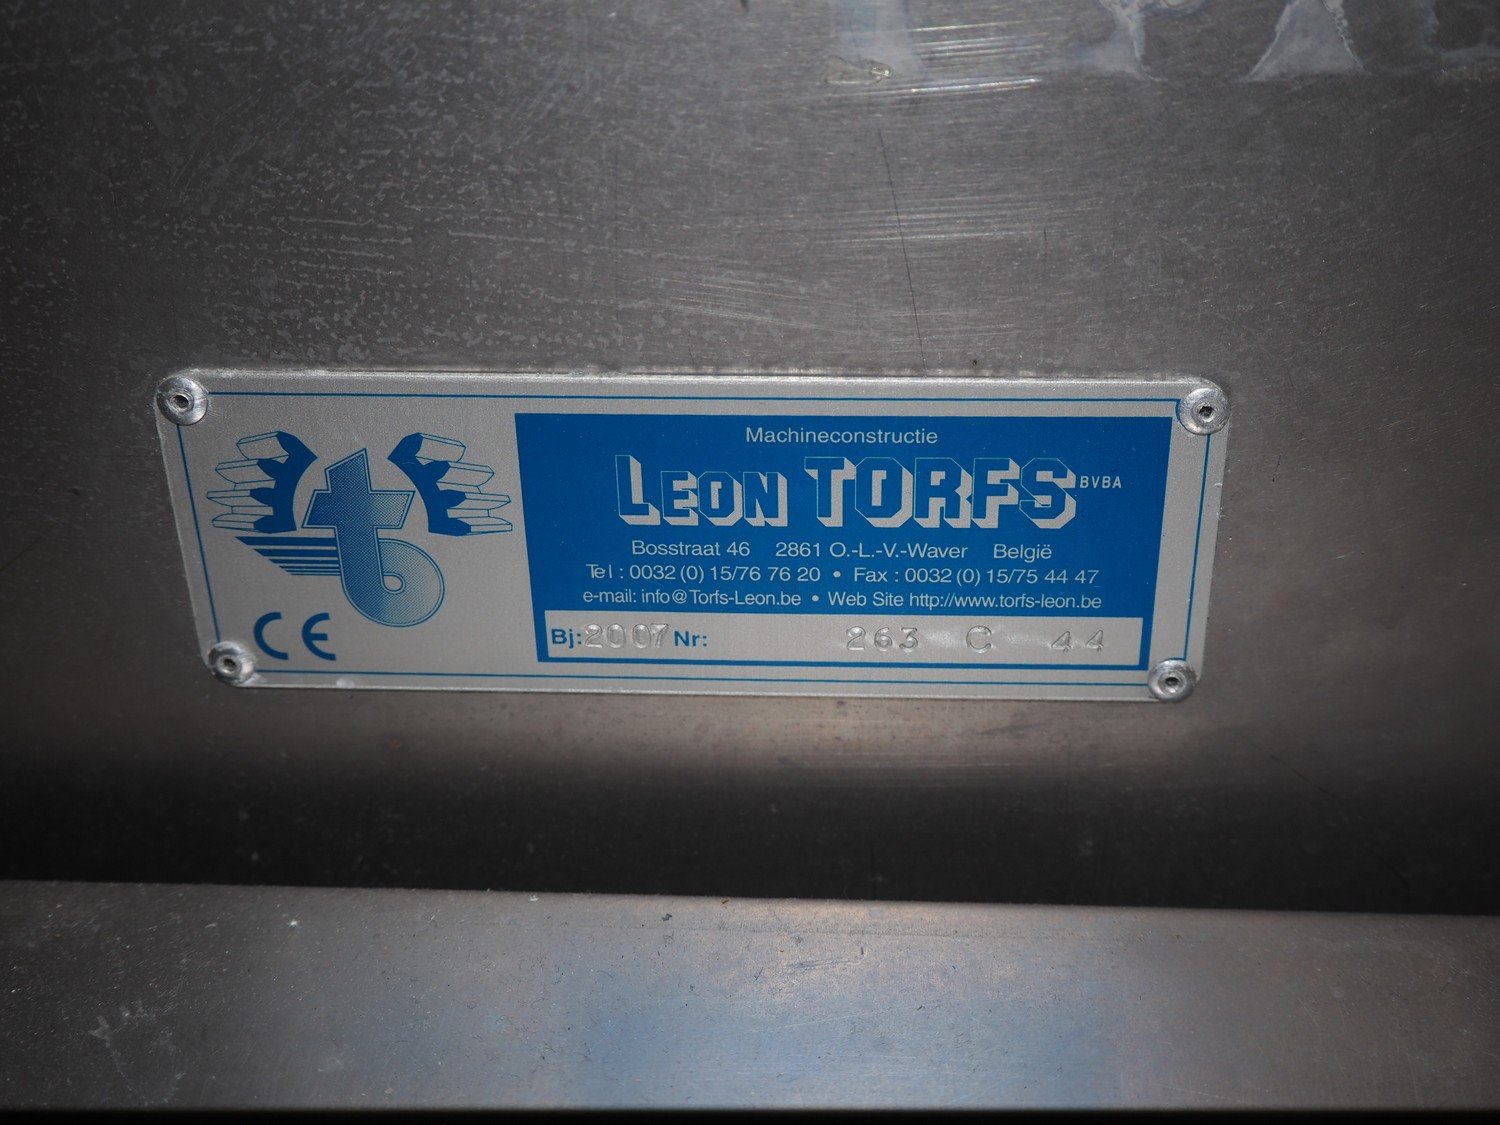 Machineconstructie
LEON TORFS BVBA
Bosstraat 46 2861 O.-L.-V.-Waver België
Tel : 0032 (0) 15/76 76 20 • Fax : 0032 (0) 15/75 44 47
e-mail: info@Torfs-Leon.be • Web Site http://www.torfs-leon.be
Bj: 2007 Nr: 263 C 44
tb
CE